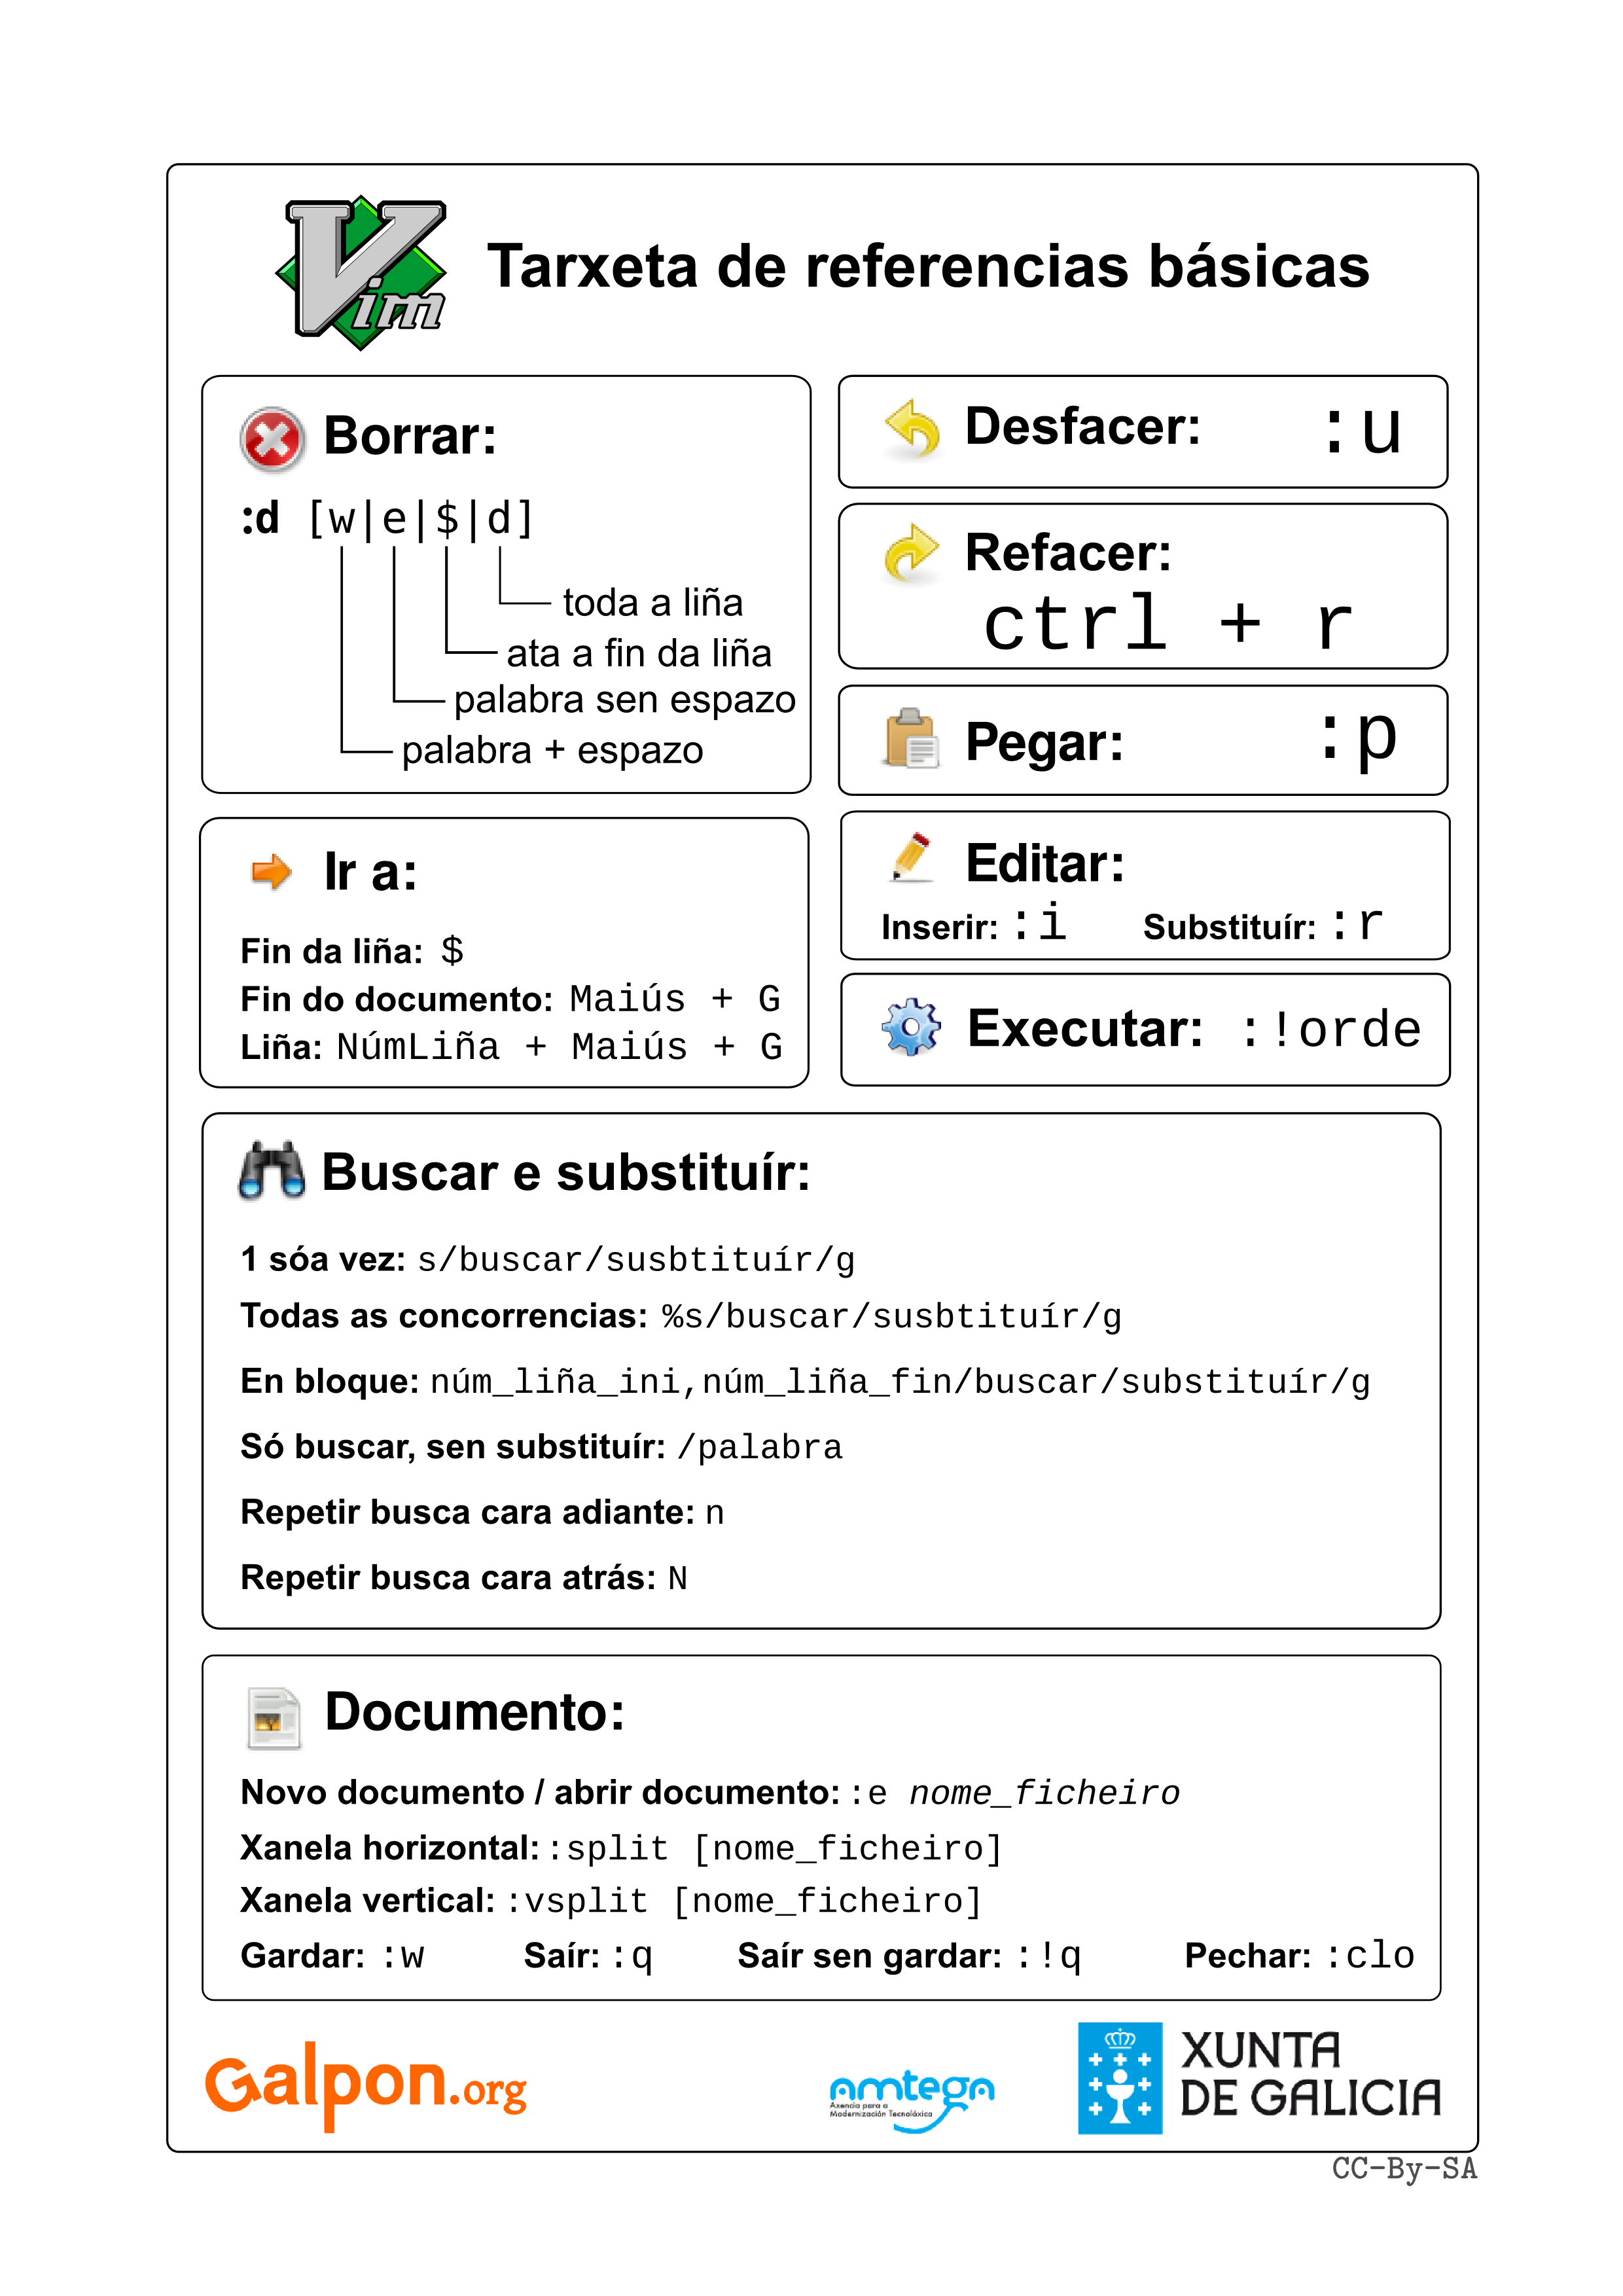 Vim
Tarxeta de referencias básicas
Borrar:
:d [w|e|$|d]
toda a liña
ata a fin da liña
palabra sen espazo
palabra + espazo
Desfacer: :u
Refacer:
ctrl + r
Pegar: :p
Ir a:
Fin da liña: $
Fin do documento: Maiús + G
Liña: NúmLiña + Maiús + G
Editar:
Inserir: :i Substituír: :r
Executar: :!orde
Buscar e substituír:
1 sóa vez: s/buscar/susbtituír/g
Todas as concorrencias: %s/buscar/susbtituír/g
En bloque: núm_liña_ini,núm_liña_fin/buscar/substituír/g
Só buscar, sen substituír: /palabra
Repetir busca cara adiante: n
Repetir busca cara atrás: N
Documento:
Novo documento / abrir documento: :e nome_ficheiro
Xanela horizontal: :split [nome_ficheiro]
Xanela vertical: :vsplit [nome_ficheiro]
Gardar: :w Saír: :q Saír sen gardar: :!q Pechar: :clo
Galpon.org
amtega
Axencia para a
Modernización Tecnolóxica
XUNTA
DE GALICIA
CC-By-SA